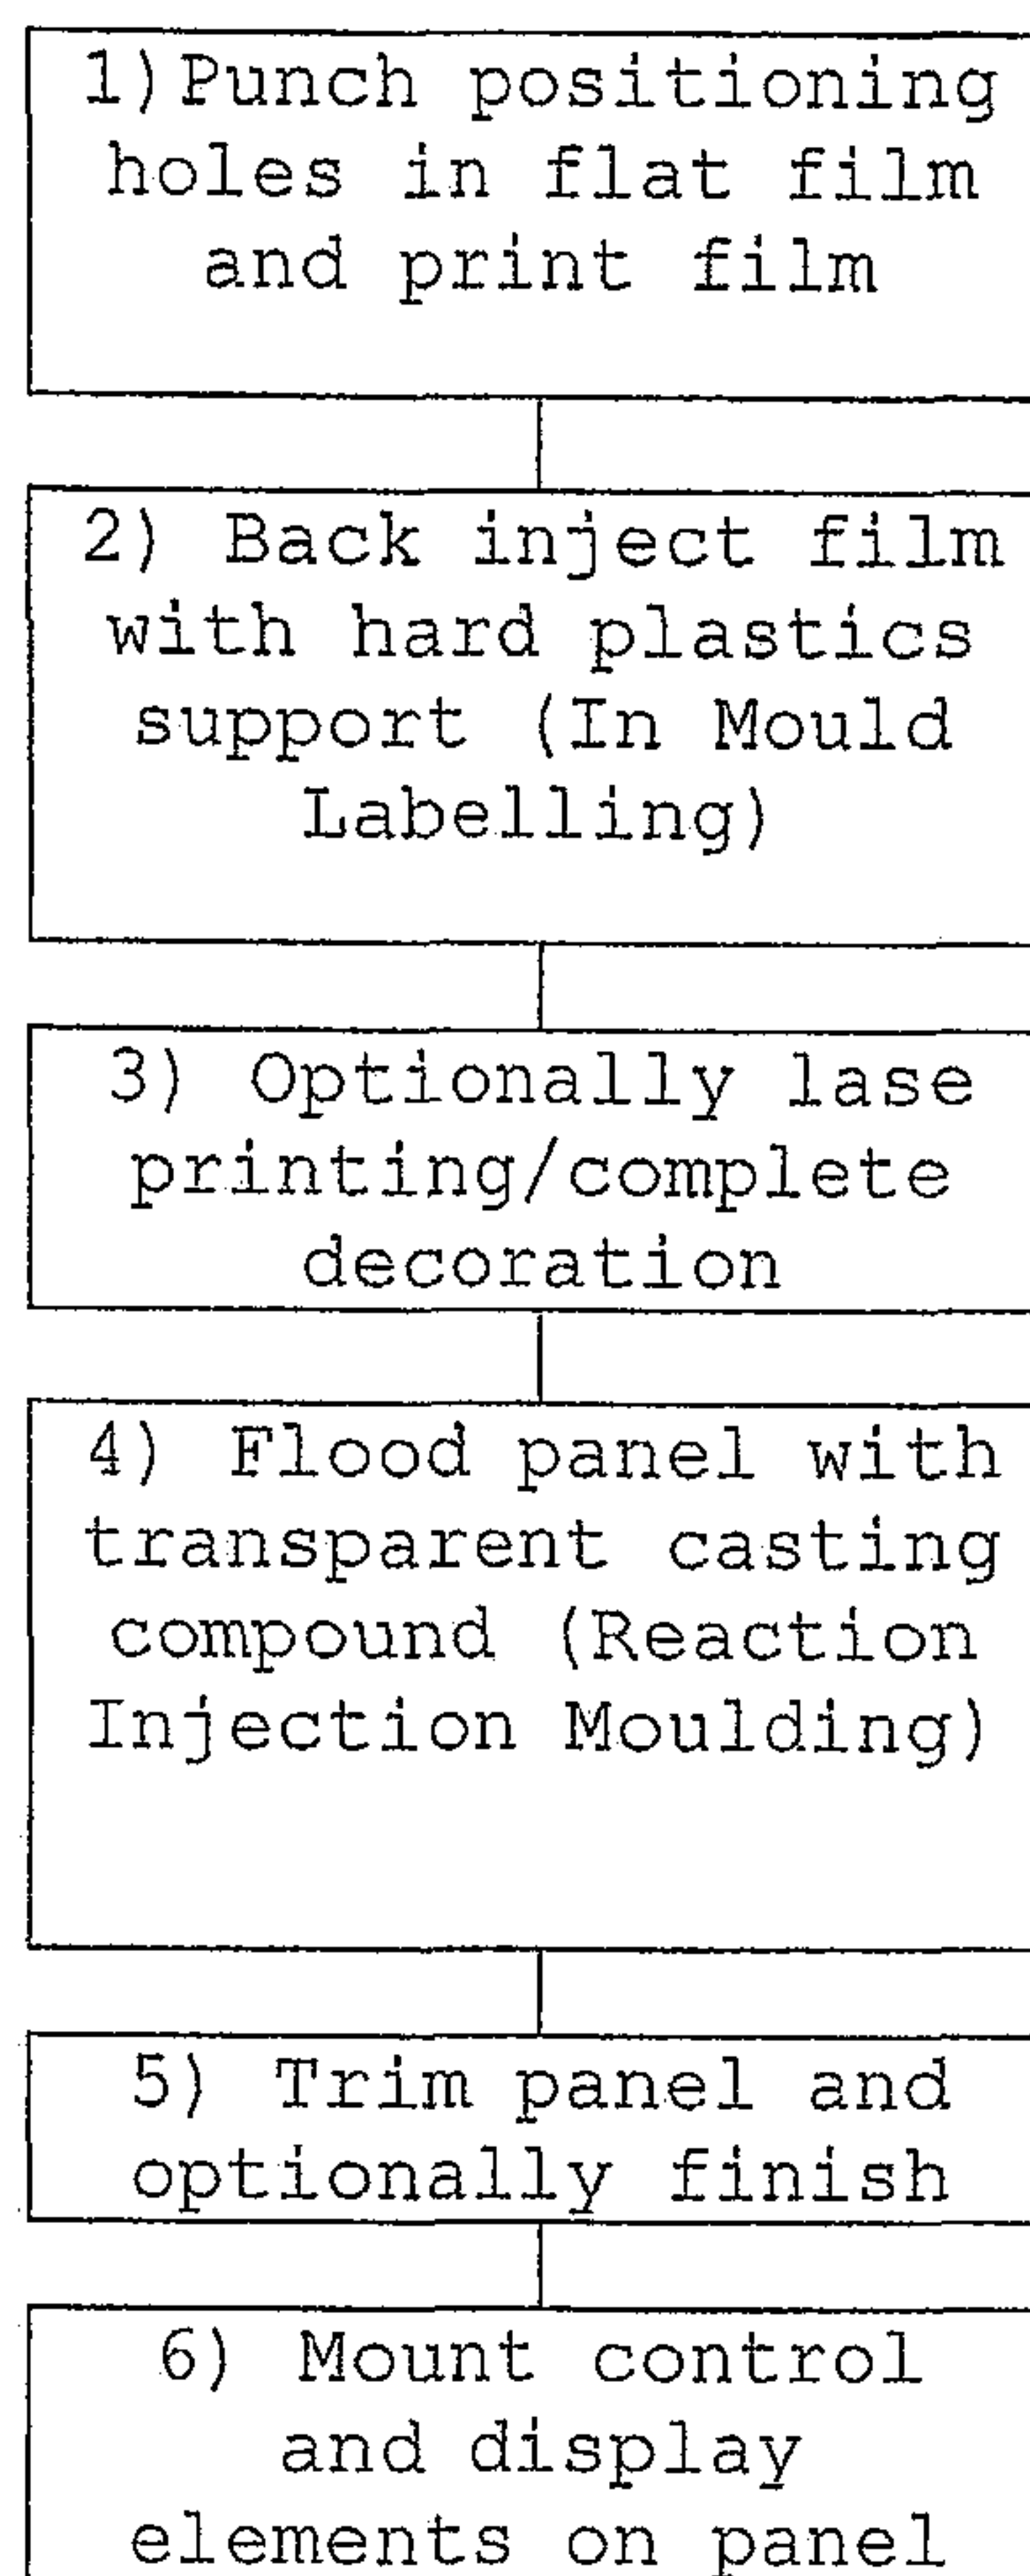 1)Punch positioning
holes in flat film
and print film
2) Back inject film
with hard plastics
support (In Mould
Labelling)
3) Optionally lase
printing/complete
decoration
4) Flood panel with
transparent casting
compound (Reaction
Injection Moulding)
5) Trim panel and
optionally finish
6) Mount control
and display
elements on panel